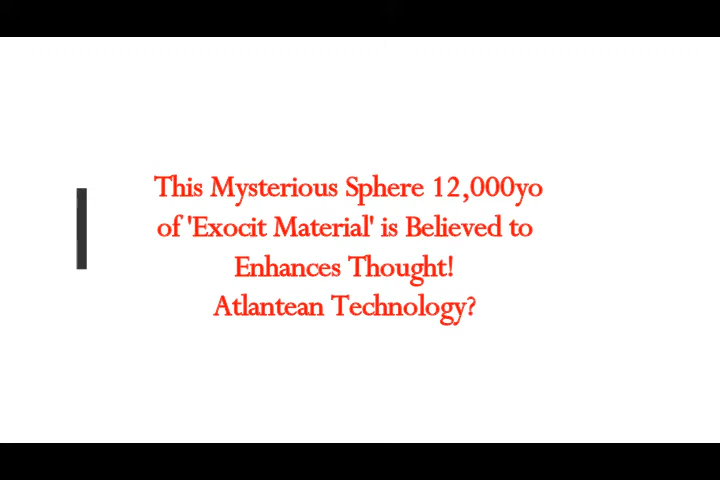 This Mysterious Sphere 12,000yo
of 'Exocit Material' is Believed to
Enhances Thought!
Atlantean Technology?